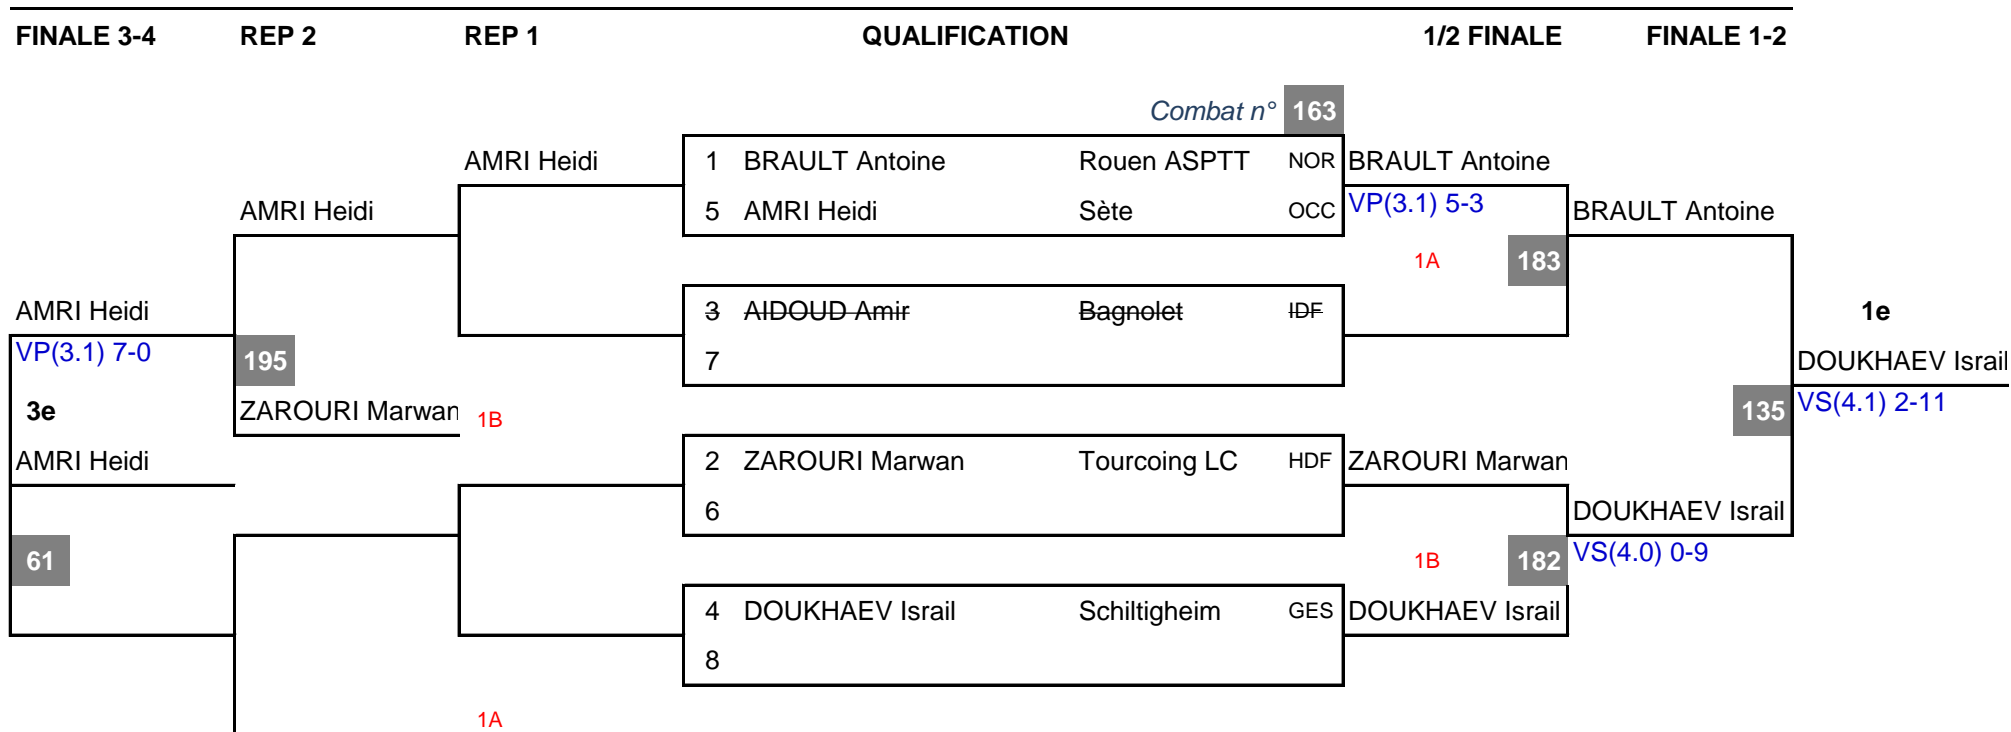 FINALE 3-4 REP 2 REP 1 QUALIFICATION 1/2 FINALE FINALE 1-2
Combat n° 163
AMRI Heidi 1 BRAULT Antoine Rouen ASPTT NOR BRAULT Antoine
AMRI Heidi 5 AMRI Heidi Sète OCC VP(3.1) 5-3 BRAULT Antoine
1A 183
AMRI Heidi 3 AIDOUD Amir Bagnolet IDF 1e
VP(3.1) 7-0 195 7 DOUKHAEV Israil
3e ZAROURI Marwan 1B 135 VS(4.1) 2-11
AMRI Heidi 2 ZAROURI Marwan Tourcoing LC HDF ZAROURI Marwan
6 DOUKHAEV Israil
61 1B 182 VS(4.0) 0-9
4 DOUKHAEV Israil Schiltigheim GES DOUKHAEV Israil
8
1A